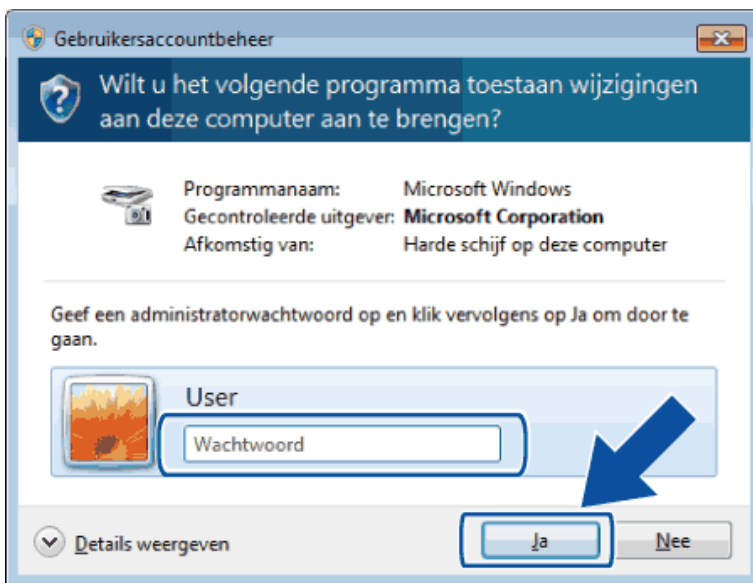 Gebruikersaccountbeheer
Wilt u het volgende programma toestaan wijzigingen
aan deze computer aan te brengen?
Programmanaam: Microsoft Windows
Gecontroleerde uitgever: Microsoft Corporation
Afkomstig van: Harde schijf op deze computer
Geef een administratorwachtwoord op en klik vervolgens op Ja om door te
gaan.
User
Wachtwoord
Details weergeven Ja Nee